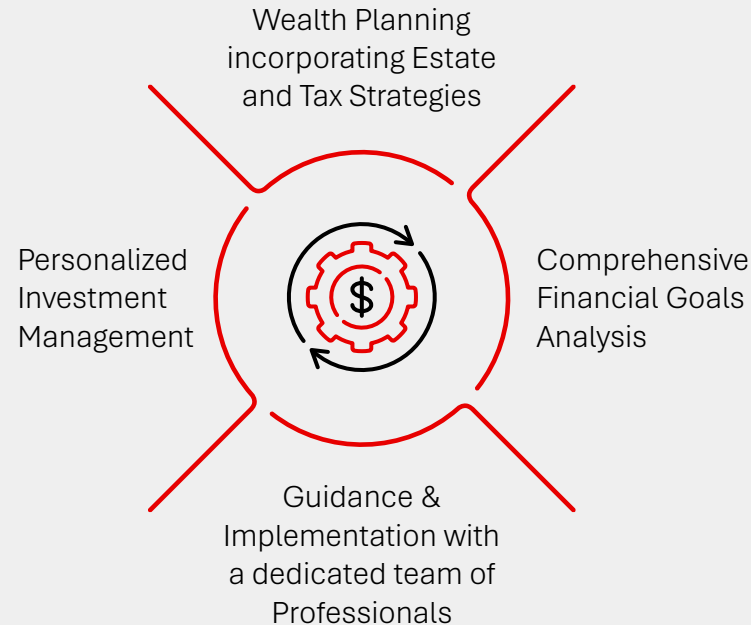 Wealth Planning
incorporating Estate
and Tax Strategies
Personalized
Investment
Management
$
Comprehensive
Financial Goals
Analysis
Guidance &
Implementation with
a dedicated team of
Professionals